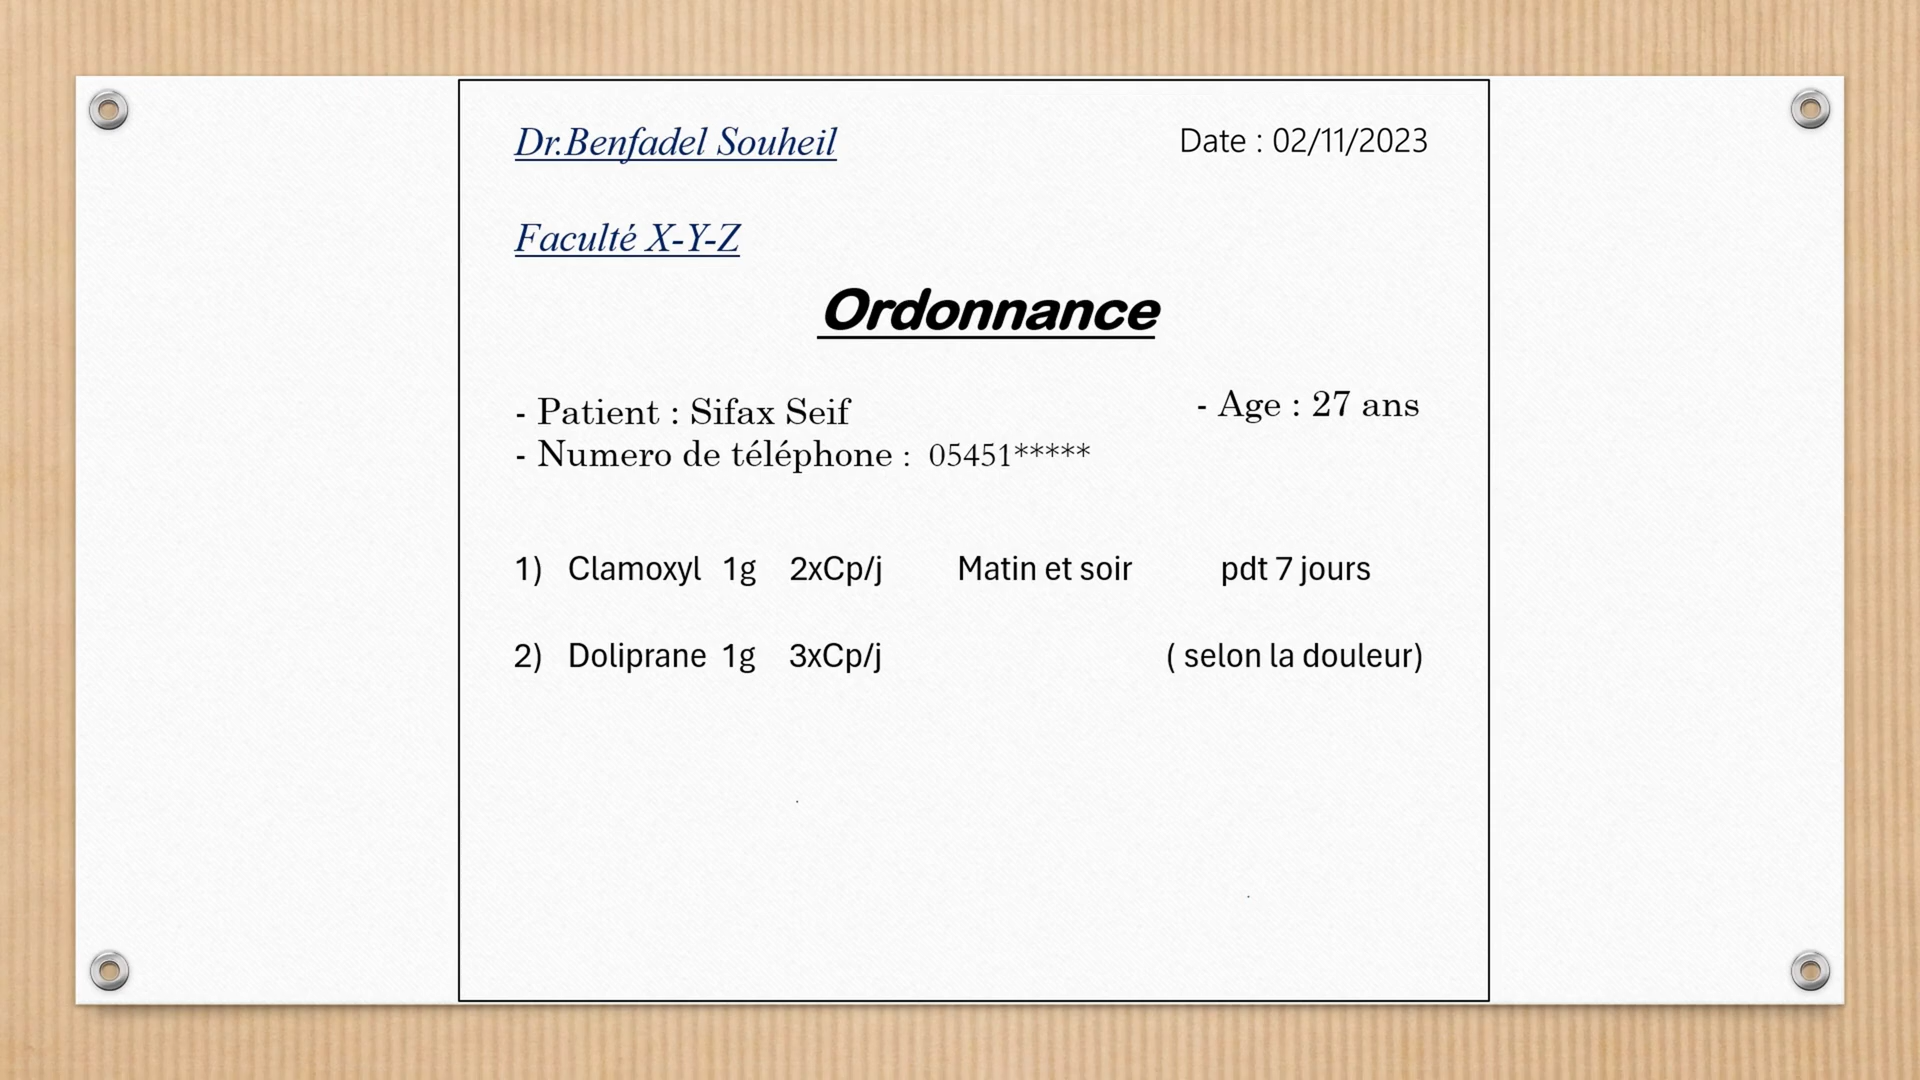 Dr.Benfadel Souheil
Date : 02/11/2023
Faculté X-Y-Z
Ordonnance
- Patient : Sifax Seif
- Age : 27 ans
- Numero de téléphone : 05451*****
1) Clamoxyl 1g 2xCp/j Matin et soir pdt 7 jours
2) Doliprane 1g 3xCp/j ( selon la douleur)